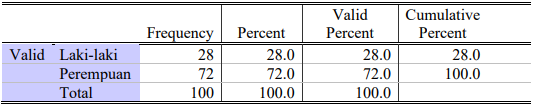 Frequency Percent Valid Percent Cumulative Percent
Valid Laki-laki 28 28.0 28.0 28.0
Perempuan 72 72.0 72.0 100.0
Total 100 100.0 100.0